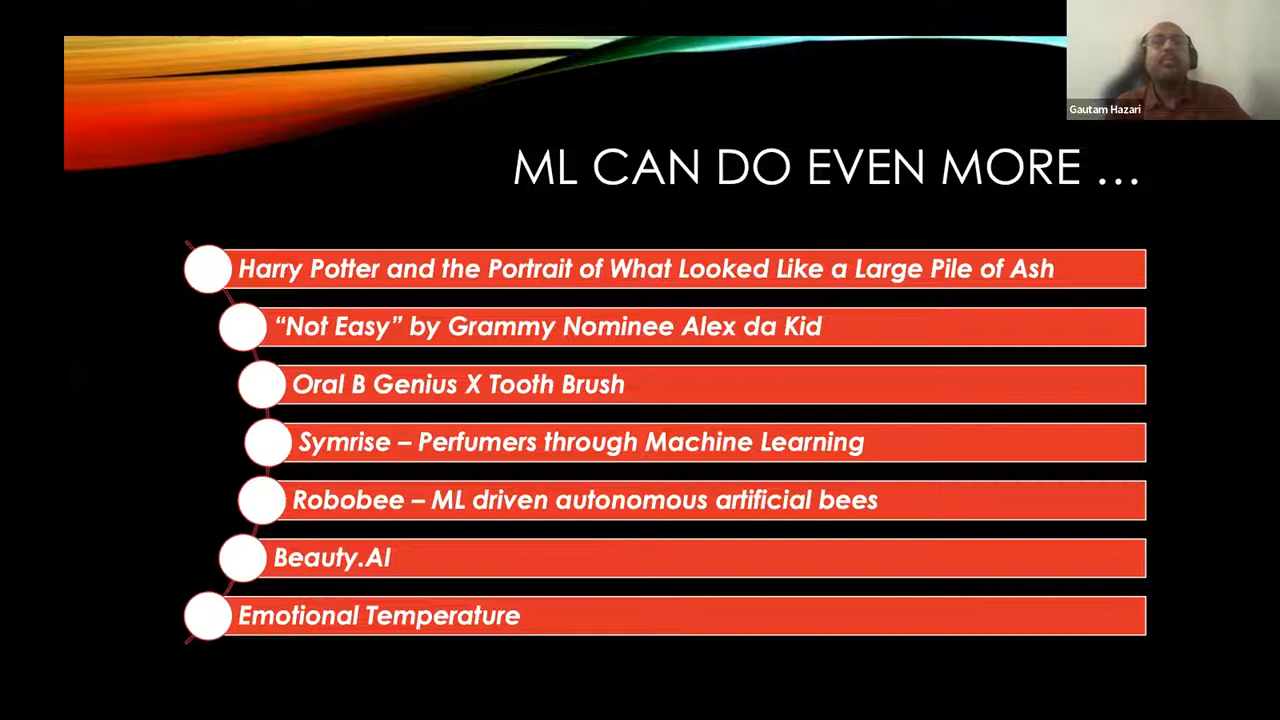 Gautam Hazari
ML CAN DO EVEN MORE …
Harry Potter and the Portrait of What Looked Like a Large Pile of Ash
“Not Easy” by Grammy Nominee Alex da Kid
Oral B Genius X Tooth Brush
Symrise – Perfumers through Machine Learning
Robobee – ML driven autonomous artificial bees
Beauty.AI
Emotional Temperature